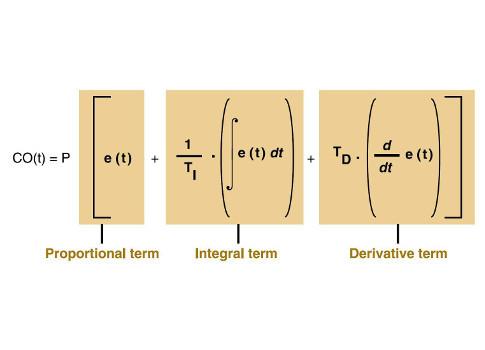 CO(t) = P [ e (t) + 1/T_I · ( ∫ e (t) dt ) + T_D · ( d/dt e (t) ) ]
Proportional term Integral term Derivative term